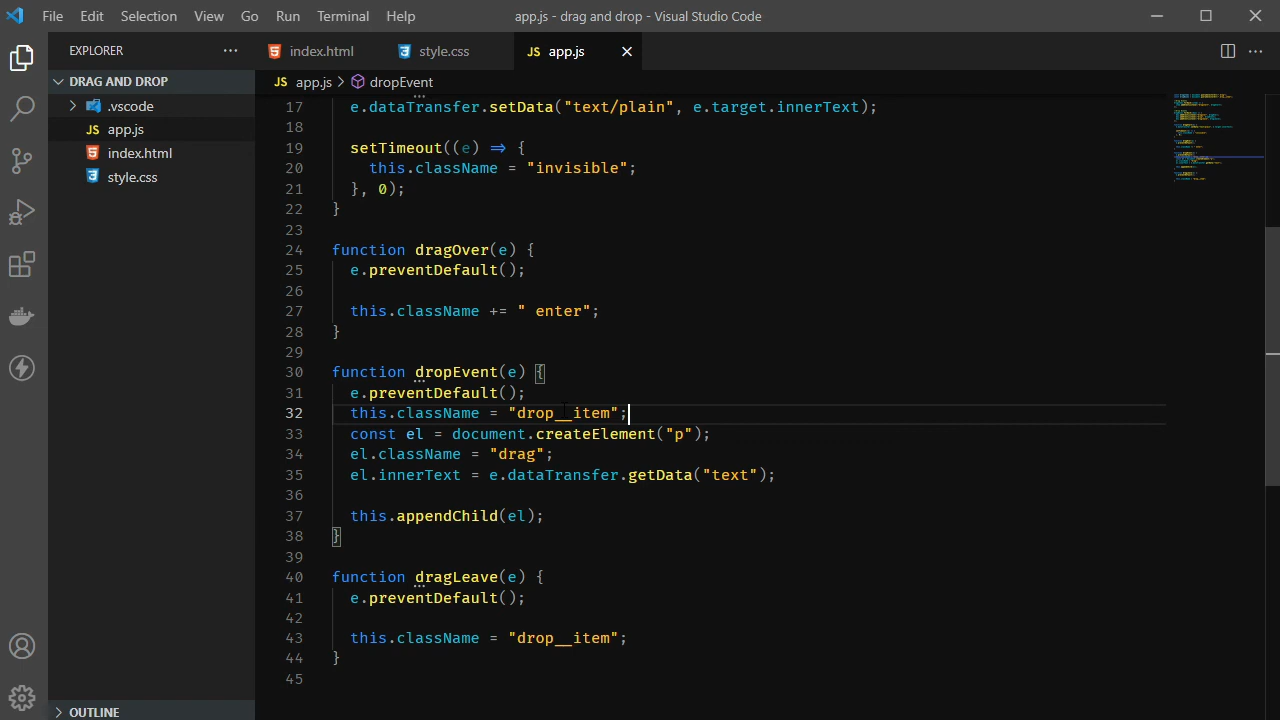 File Edit Selection View Go Run Terminal Help app.js - drag and drop - Visual Studio Code
EXPLORER
DRAG AND DROP
.vscode
JS app.js
index.html
style.css
OUTLINE
index.html style.css JS app.js
JS app.js > dropEvent
17 e.dataTransfer.setData("text/plain", e.target.innerText);
18
19 setTimeout((e) => {
20 this.className = "invisible";
21 }, 0);
22 }
23
24 function dragOver(e) {
25 e.preventDefault();
26
27 this.className += " enter";
28 }
29
30 function dropEvent(e) {
31 e.preventDefault();
32 this.className = "drop__item";
33 const el = document.createElement("p");
34 el.className = "drag";
35 el.innerText = e.dataTransfer.getData("text");
36
37 this.appendChild(el);
38 }
39
40 function dragLeave(e) {
41 e.preventDefault();
42
43 this.className = "drop__item";
44 }
45